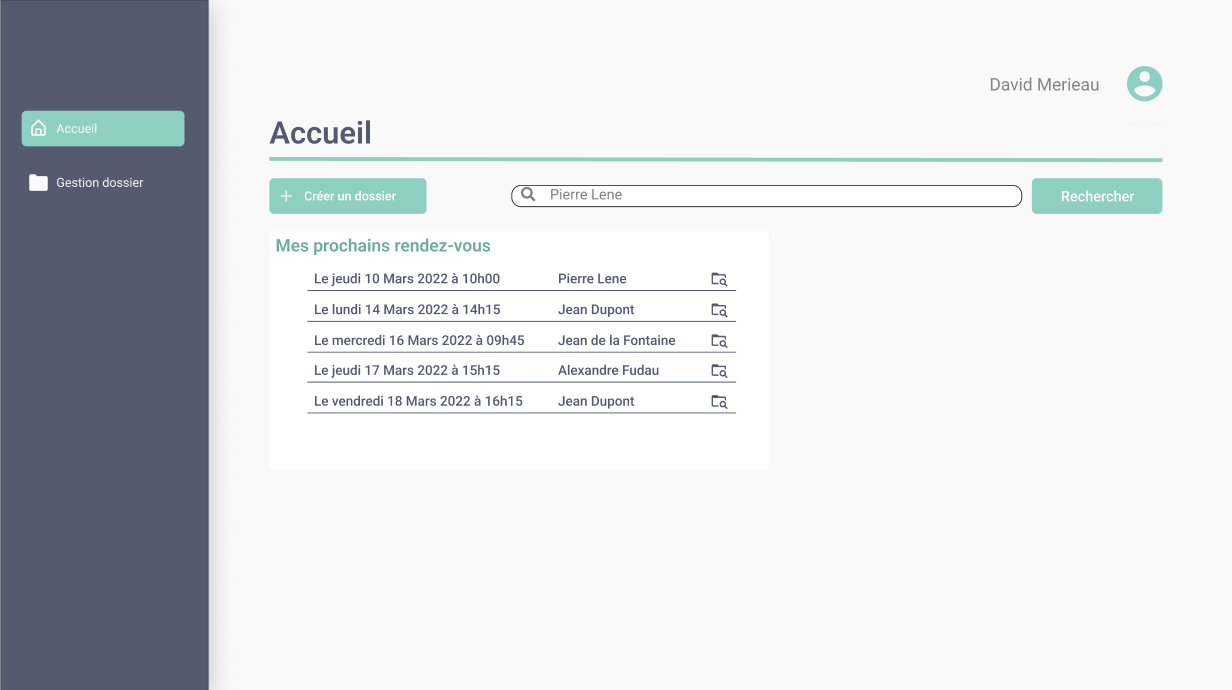 David Merieau
Accueil
Gestion dossier
Accueil
Créer un dossier
Pierre Lene
Rechercher
Mes prochains rendez-vous
Le jeudi 10 Mars 2022 à 10h00 Pierre Lene
Le lundi 14 Mars 2022 à 14h15 Jean Dupont
Le mercredi 16 Mars 2022 à 09h45 Jean de la Fontaine
Le jeudi 17 Mars 2022 à 15h15 Alexandre Fudau
Le vendredi 18 Mars 2022 à 16h15 Jean Dupont